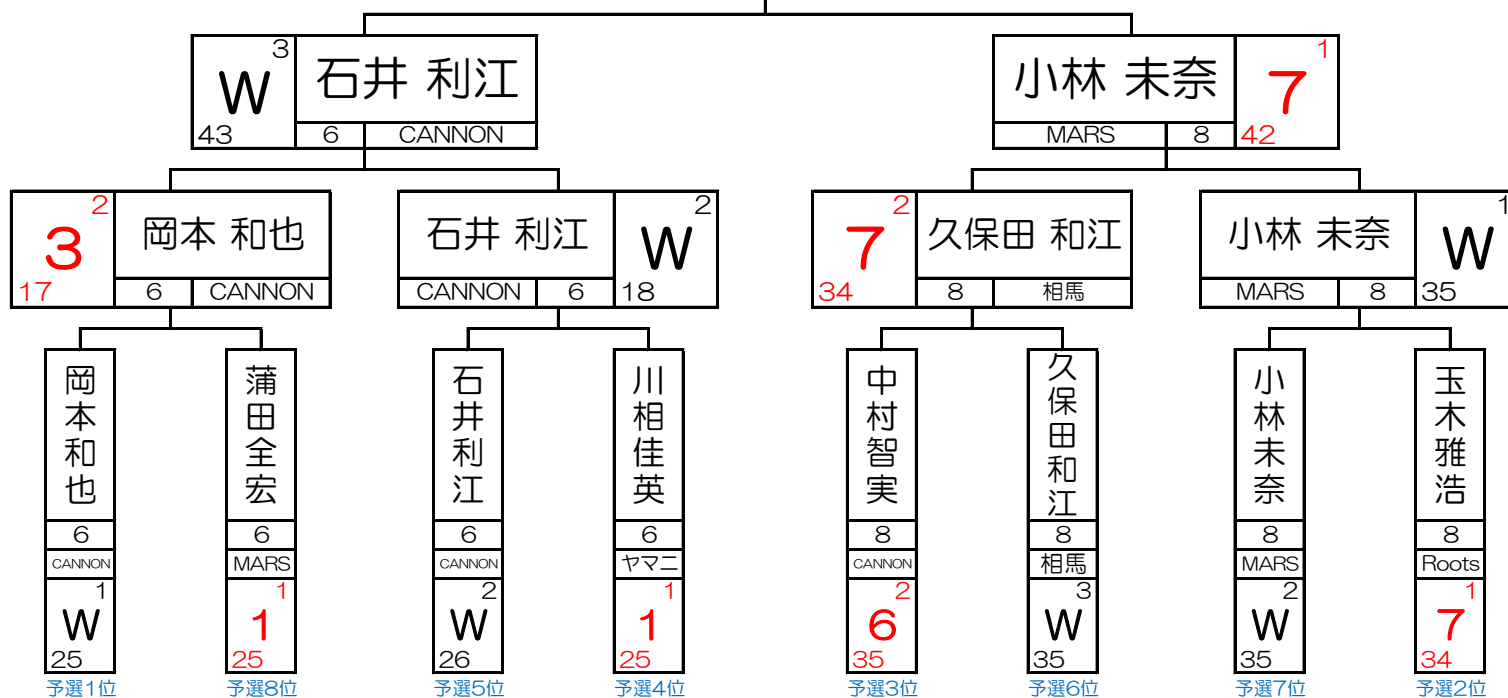 3
W
43
石井 利江
6 CANNON
小林 未奈
MARS 8
1
7
42
2
3
17
岡本 和也
6 CANNON
石井 利江
CANNON 6
2
W
18
2
7
34
久保田 和江
8 相馬
小林 未奈
MARS 8
1
W
35
岡本和也
6
CANNON
1
W
25
予選1位
蒲田全宏
6
MARS
1
1
25
予選8位
石井利江
6
CANNON
2
W
26
予選5位
川相佳英
6
ヤマニ
1
1
25
予選4位
中村智実
8
CANNON
2
6
35
予選3位
久保田和江
8
相馬
3
W
35
予選6位
小林未奈
8
MARS
2
W
35
予選7位
玉木雅浩
8
Roots
1
7
34
予選2位